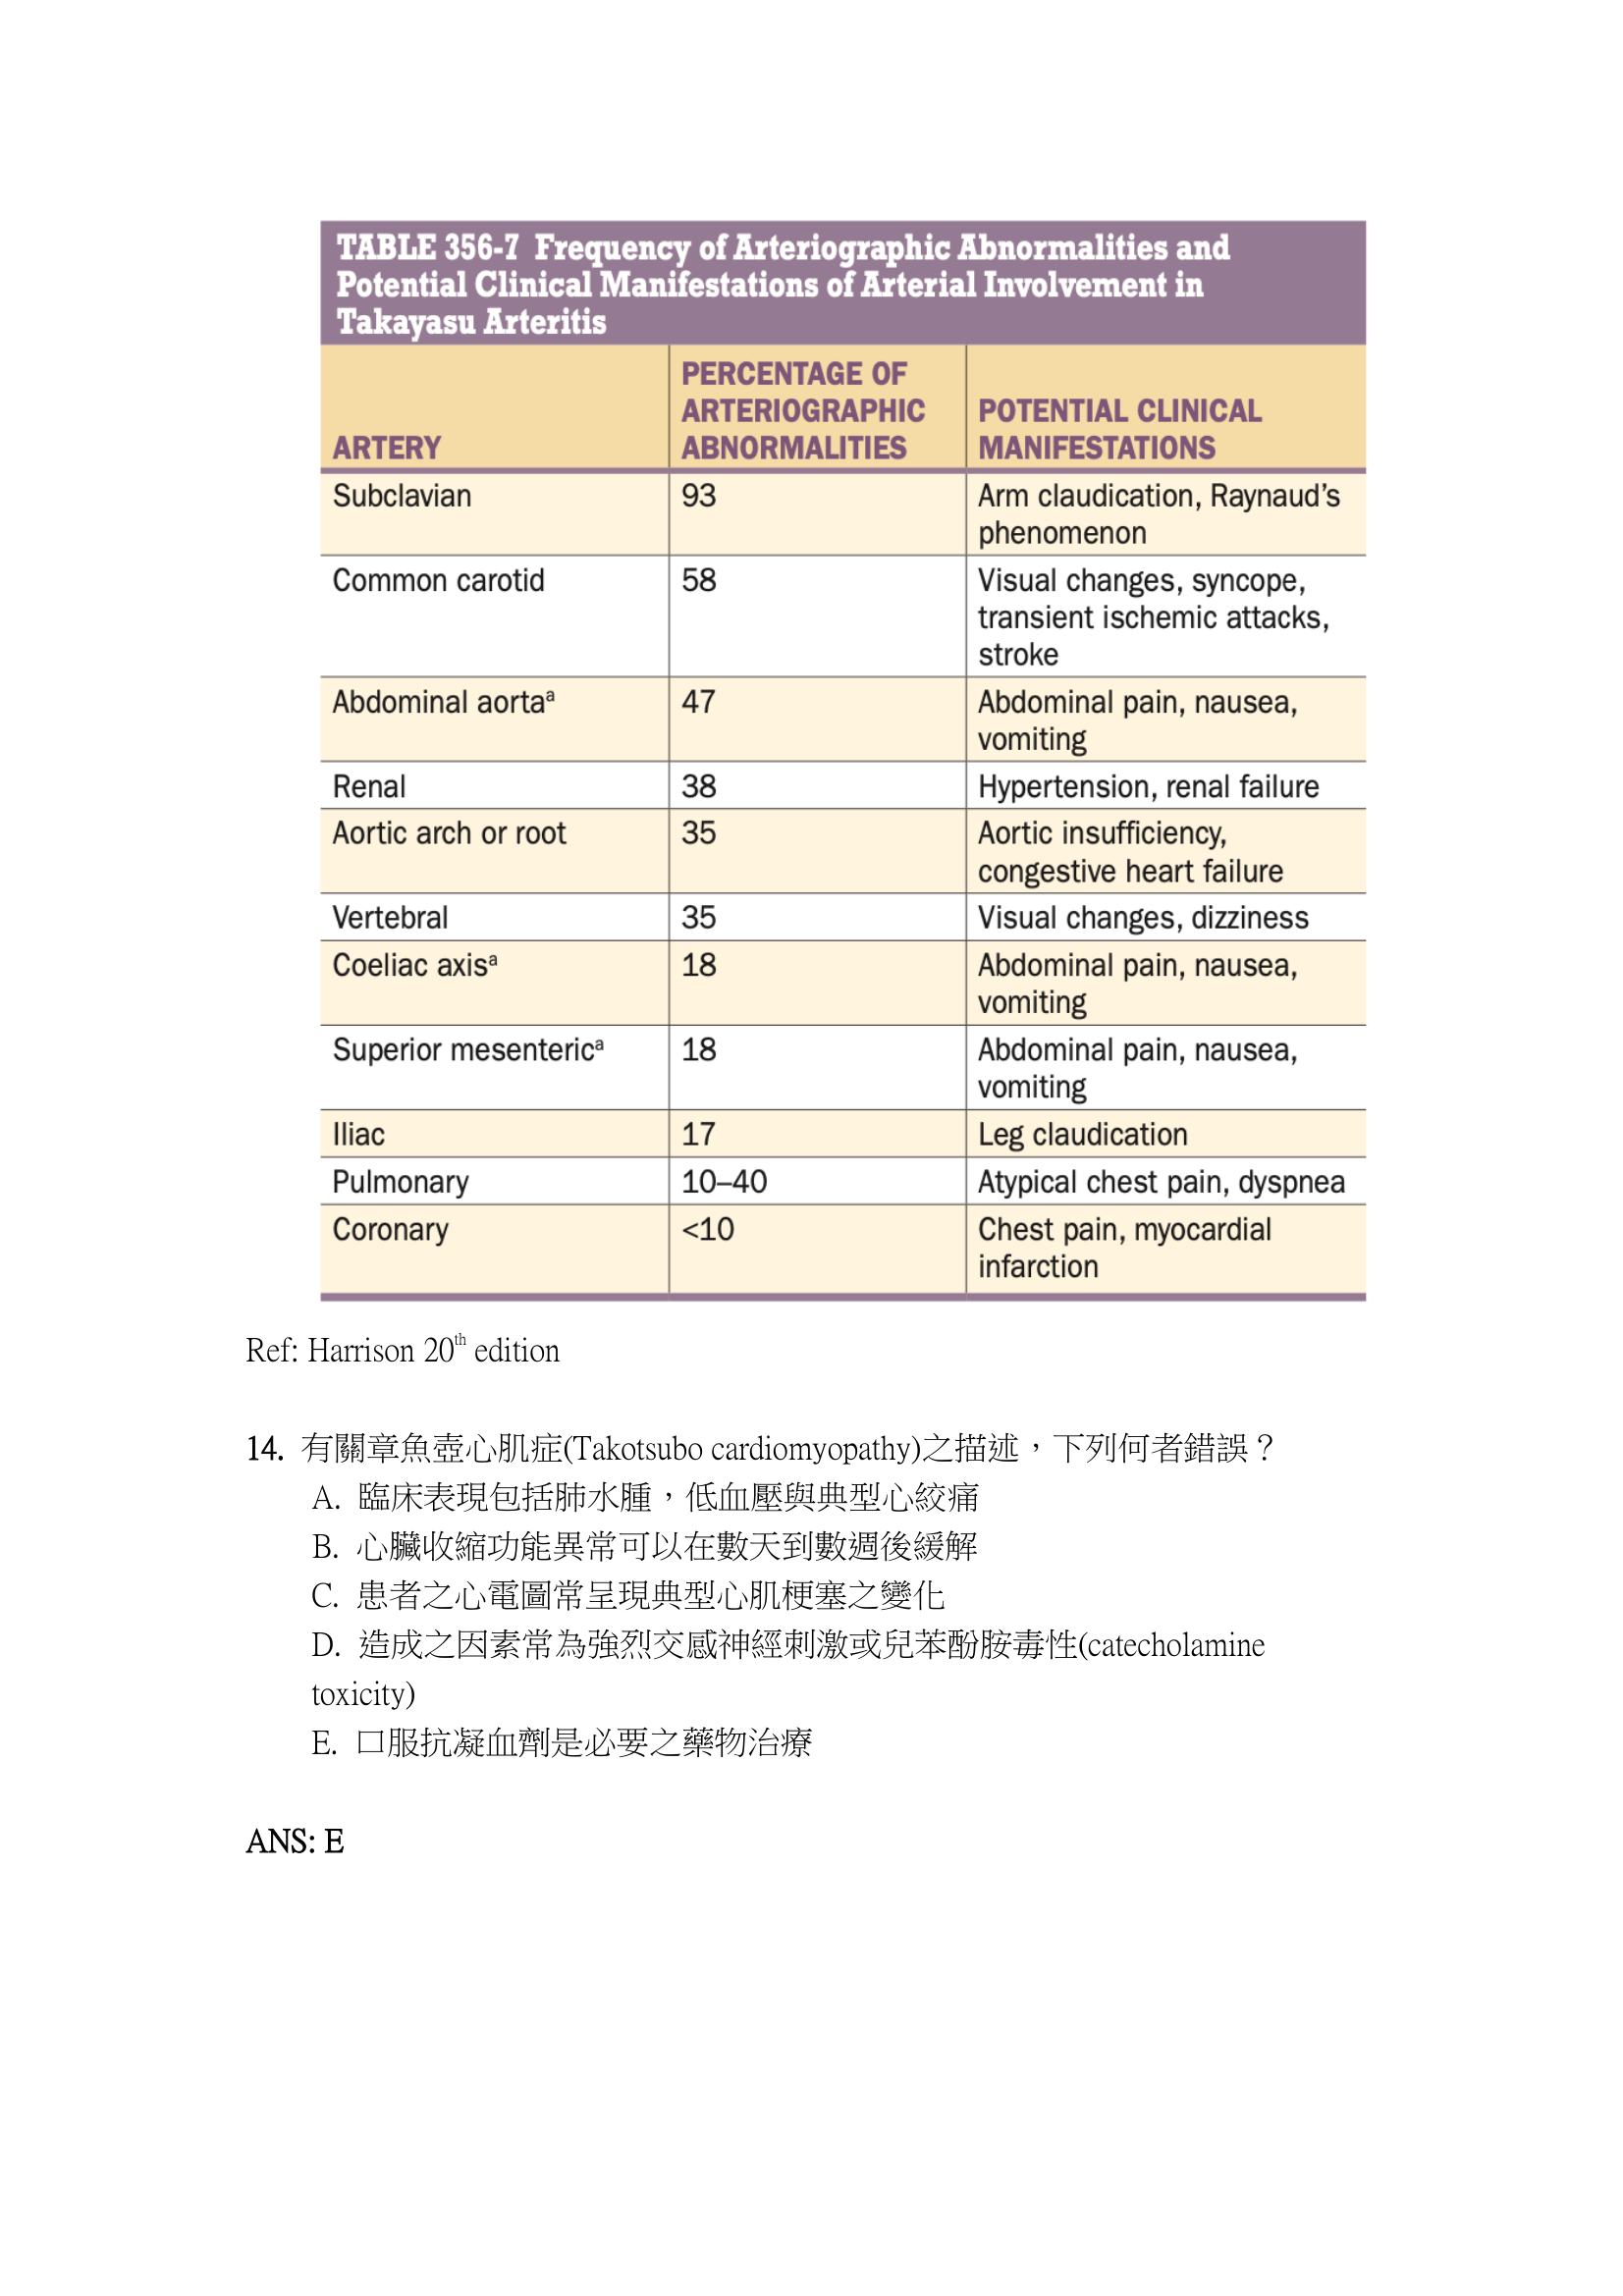 TABLE 356-7 Frequency of Arteriographic Abnormalities and
Potential Clinical Manifestations of Arterial Involvement in
Takayasu Arteritis
ARTERY
PERCENTAGE OF
ARTERIOGRAPHIC
ABNORMALITIES
POTENTIAL CLINICAL
MANIFESTATIONS
Subclavian
93
Arm claudication, Raynaud’s
phenomenon
Common carotid
58
Visual changes, syncope,
transient ischemic attacks,
stroke
Abdominal aortaᵃ
47
Abdominal pain, nausea,
vomiting
Renal
38
Hypertension, renal failure
Aortic arch or root
35
Aortic insufficiency,
congestive heart failure
Vertebral
35
Visual changes, dizziness
Coeliac axisᵃ
18
Abdominal pain, nausea,
vomiting
Superior mesentericᵃ
18
Abdominal pain, nausea,
vomiting
Iliac
17
Leg claudication
Pulmonary
10–40
Atypical chest pain, dyspnea
Coronary
<10
Chest pain, myocardial
infarction
Ref: Harrison 20th edition
14. 有關章魚壺心肌症(Takotsubo cardiomyopathy)之描述，下列何者錯誤？
A. 臨床表現包括肺水腫，低血壓與典型心絞痛
B. 心臟收縮功能異常可以在數天到數週後緩解
C. 患者之心電圖常呈現典型心肌梗塞之變化
D. 造成之因素常為強烈交感神經刺激或兒苯酚胺毒性(catecholamine
toxicity)
E. 口服抗凝血劑是必要之藥物治療
ANS: E